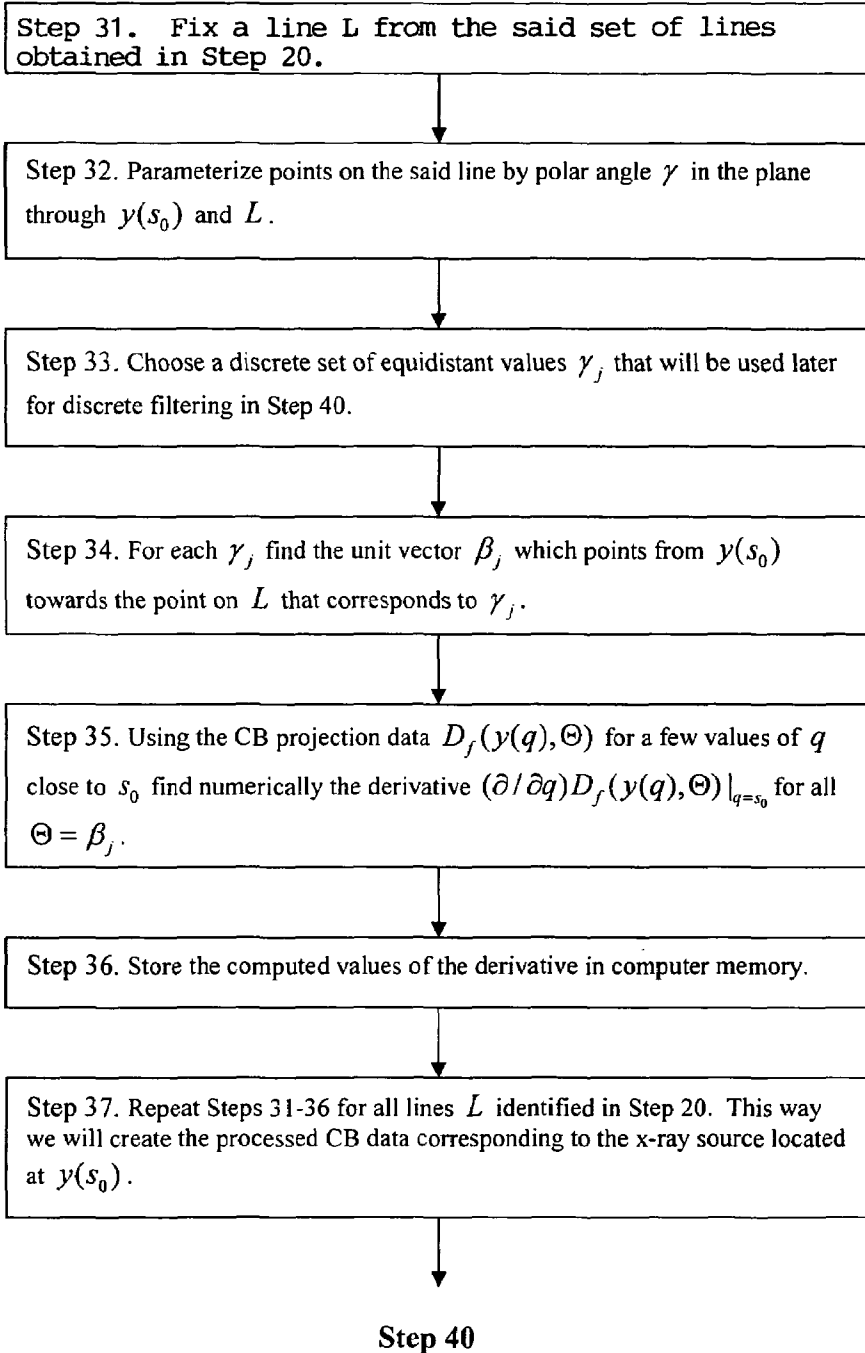 Step 31. Fix a line L from the said set of lines
obtained in Step 20.
Step 32. Parameterize points on the said line by polar angle γ in the plane
through y(s₀) and L.
Step 33. Choose a discrete set of equidistant values γⱼ that will be used later
for discrete filtering in Step 40.
Step 34. For each γⱼ find the unit vector βⱼ which points from y(s₀)
towards the point on L that corresponds to γⱼ.
Step 35. Using the CB projection data D_f(y(q),Θ) for a few values of q
close to s₀ find numerically the derivative (∂/∂q)D_f(y(q),Θ)|_{q=s₀} for all
Θ = βⱼ.
Step 36. Store the computed values of the derivative in computer memory.
Step 37. Repeat Steps 31-36 for all lines L identified in Step 20. This way
we will create the processed CB data corresponding to the x-ray source located
at y(s₀).
Step 40